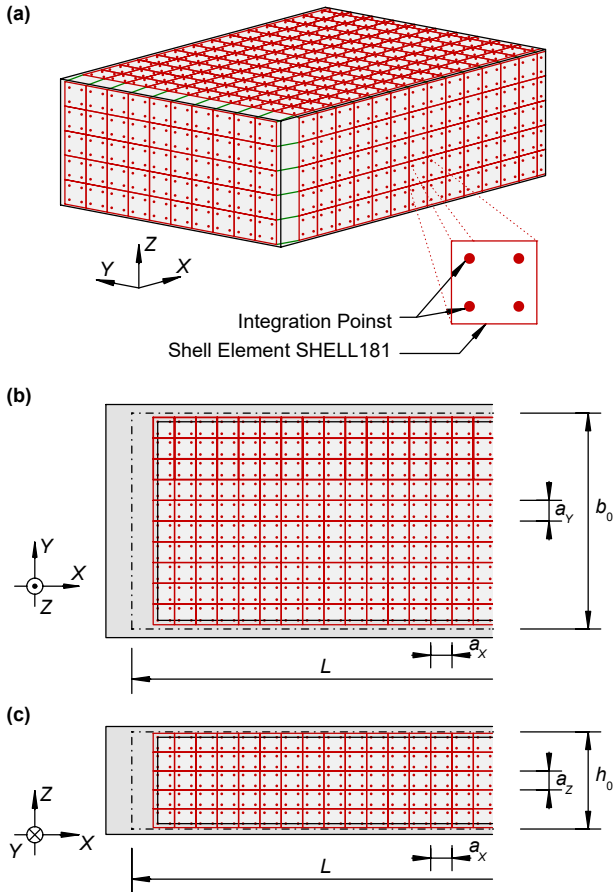 (a)
Z
Y
X
Integration Poinst
Shell Element SHELL181
(b)
Y
X
Z
a_Y
b_0
a_X
L
(c)
Z
Y
X
a_Z
h_0
a_X
L